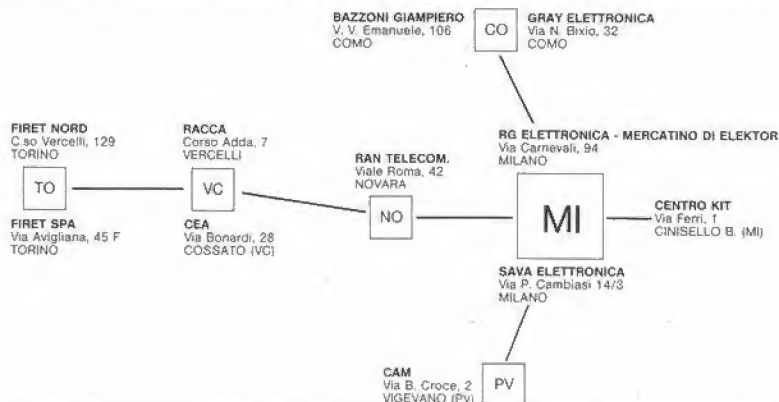 BAZZONI GIAMPIERO
V. V. Emanuele, 106
COMO
CO
GRAY ELETTRONICA
Via N. Bixio, 32
COMO
FIRET NORD
C.so Vercelli, 129
TORINO
TO
FIRET SPA
Via Avigliana, 45 F
TORINO
RACCA
Corso Adda, 7
VERCELLI
VC
CEA
Via Bonardi, 28
COSSATO (VC)
RAN TELECOM.
Viale Roma, 42
NOVARA
NO
RG ELETTRONICA - MERCATINO DI ELEKTOR
Via Carnevali, 94
MILANO
MI
CENTRO KIT
Via Ferri, 1
CINISELLO B. (MI)
SAVA ELETTRONICA
Via P. Cambiasi 14/3
MILANO
CAM
Via B. Croce, 2
VIGEVANO (PV)
PV